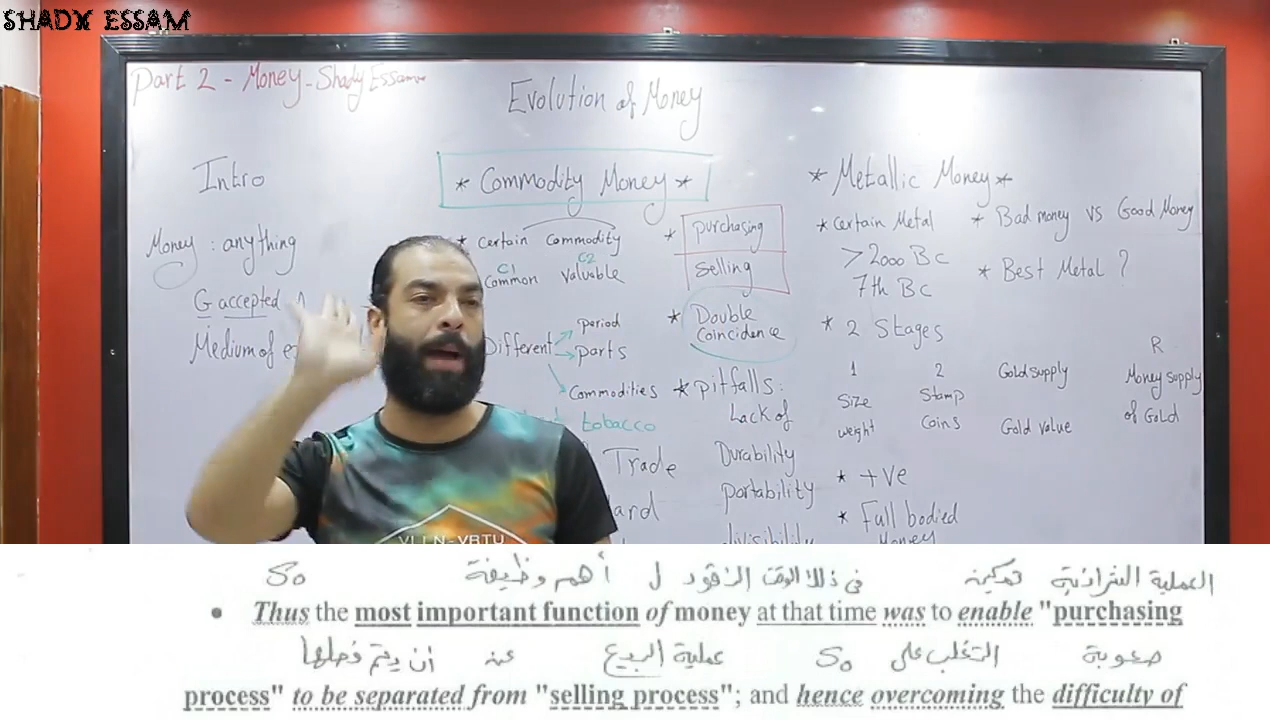 SHADX ESSAM
Part 2 - Money - Shady Essam
Evolution of Money
Intro
Money : anything
G accepted
Medium of
* Commodity Money *
* Certain Commodity
C1 C2
Common Valuable
Different
period
parts
Commodities
tobacco
Trade
* purchasing
selling
* Double
Coincidence
* pitfalls:
Lack of
Durability
portability
divisibility
* Metallic Money *
* Certain Metal
> 2000 BC
7th BC
* 2 Stages
1
Size
weight
2
Stamp
Coins
* +ve
* Full bodied
Money
* Bad money VS Good Money
* Best Metal ?
Gold supply
Gold value
R
Money supply
of Gold
VLLN-VRTU
So أهم وظيفة ل النقود فى ذلك الوقت تمكين العملية الشرائية
• Thus the most important function of money at that time was to enable "purchasing
أن يتم فصلها عن عملية البيع So التغلب على صعوبة
process" to be separated from "selling process"; and hence overcoming the difficulty of